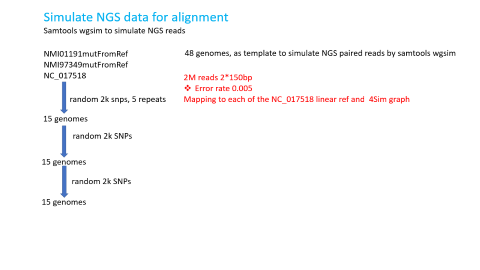 Simulate NGS data for alignment
Samtools wgsim to simulate NGS reads
NMI01191mutFromRef
NMI97349mutFromRef
NC_017518
48 genomes, as template to simulate NGS paired reads by samtools wgsim
2M reads 2*150bp
❖ Error rate 0.005
Mapping to each of the NC_017518 linear ref and 4Sim graph
random 2k snps, 5 repeats
15 genomes
random 2k SNPs
15 genomes
random 2k SNPs
15 genomes